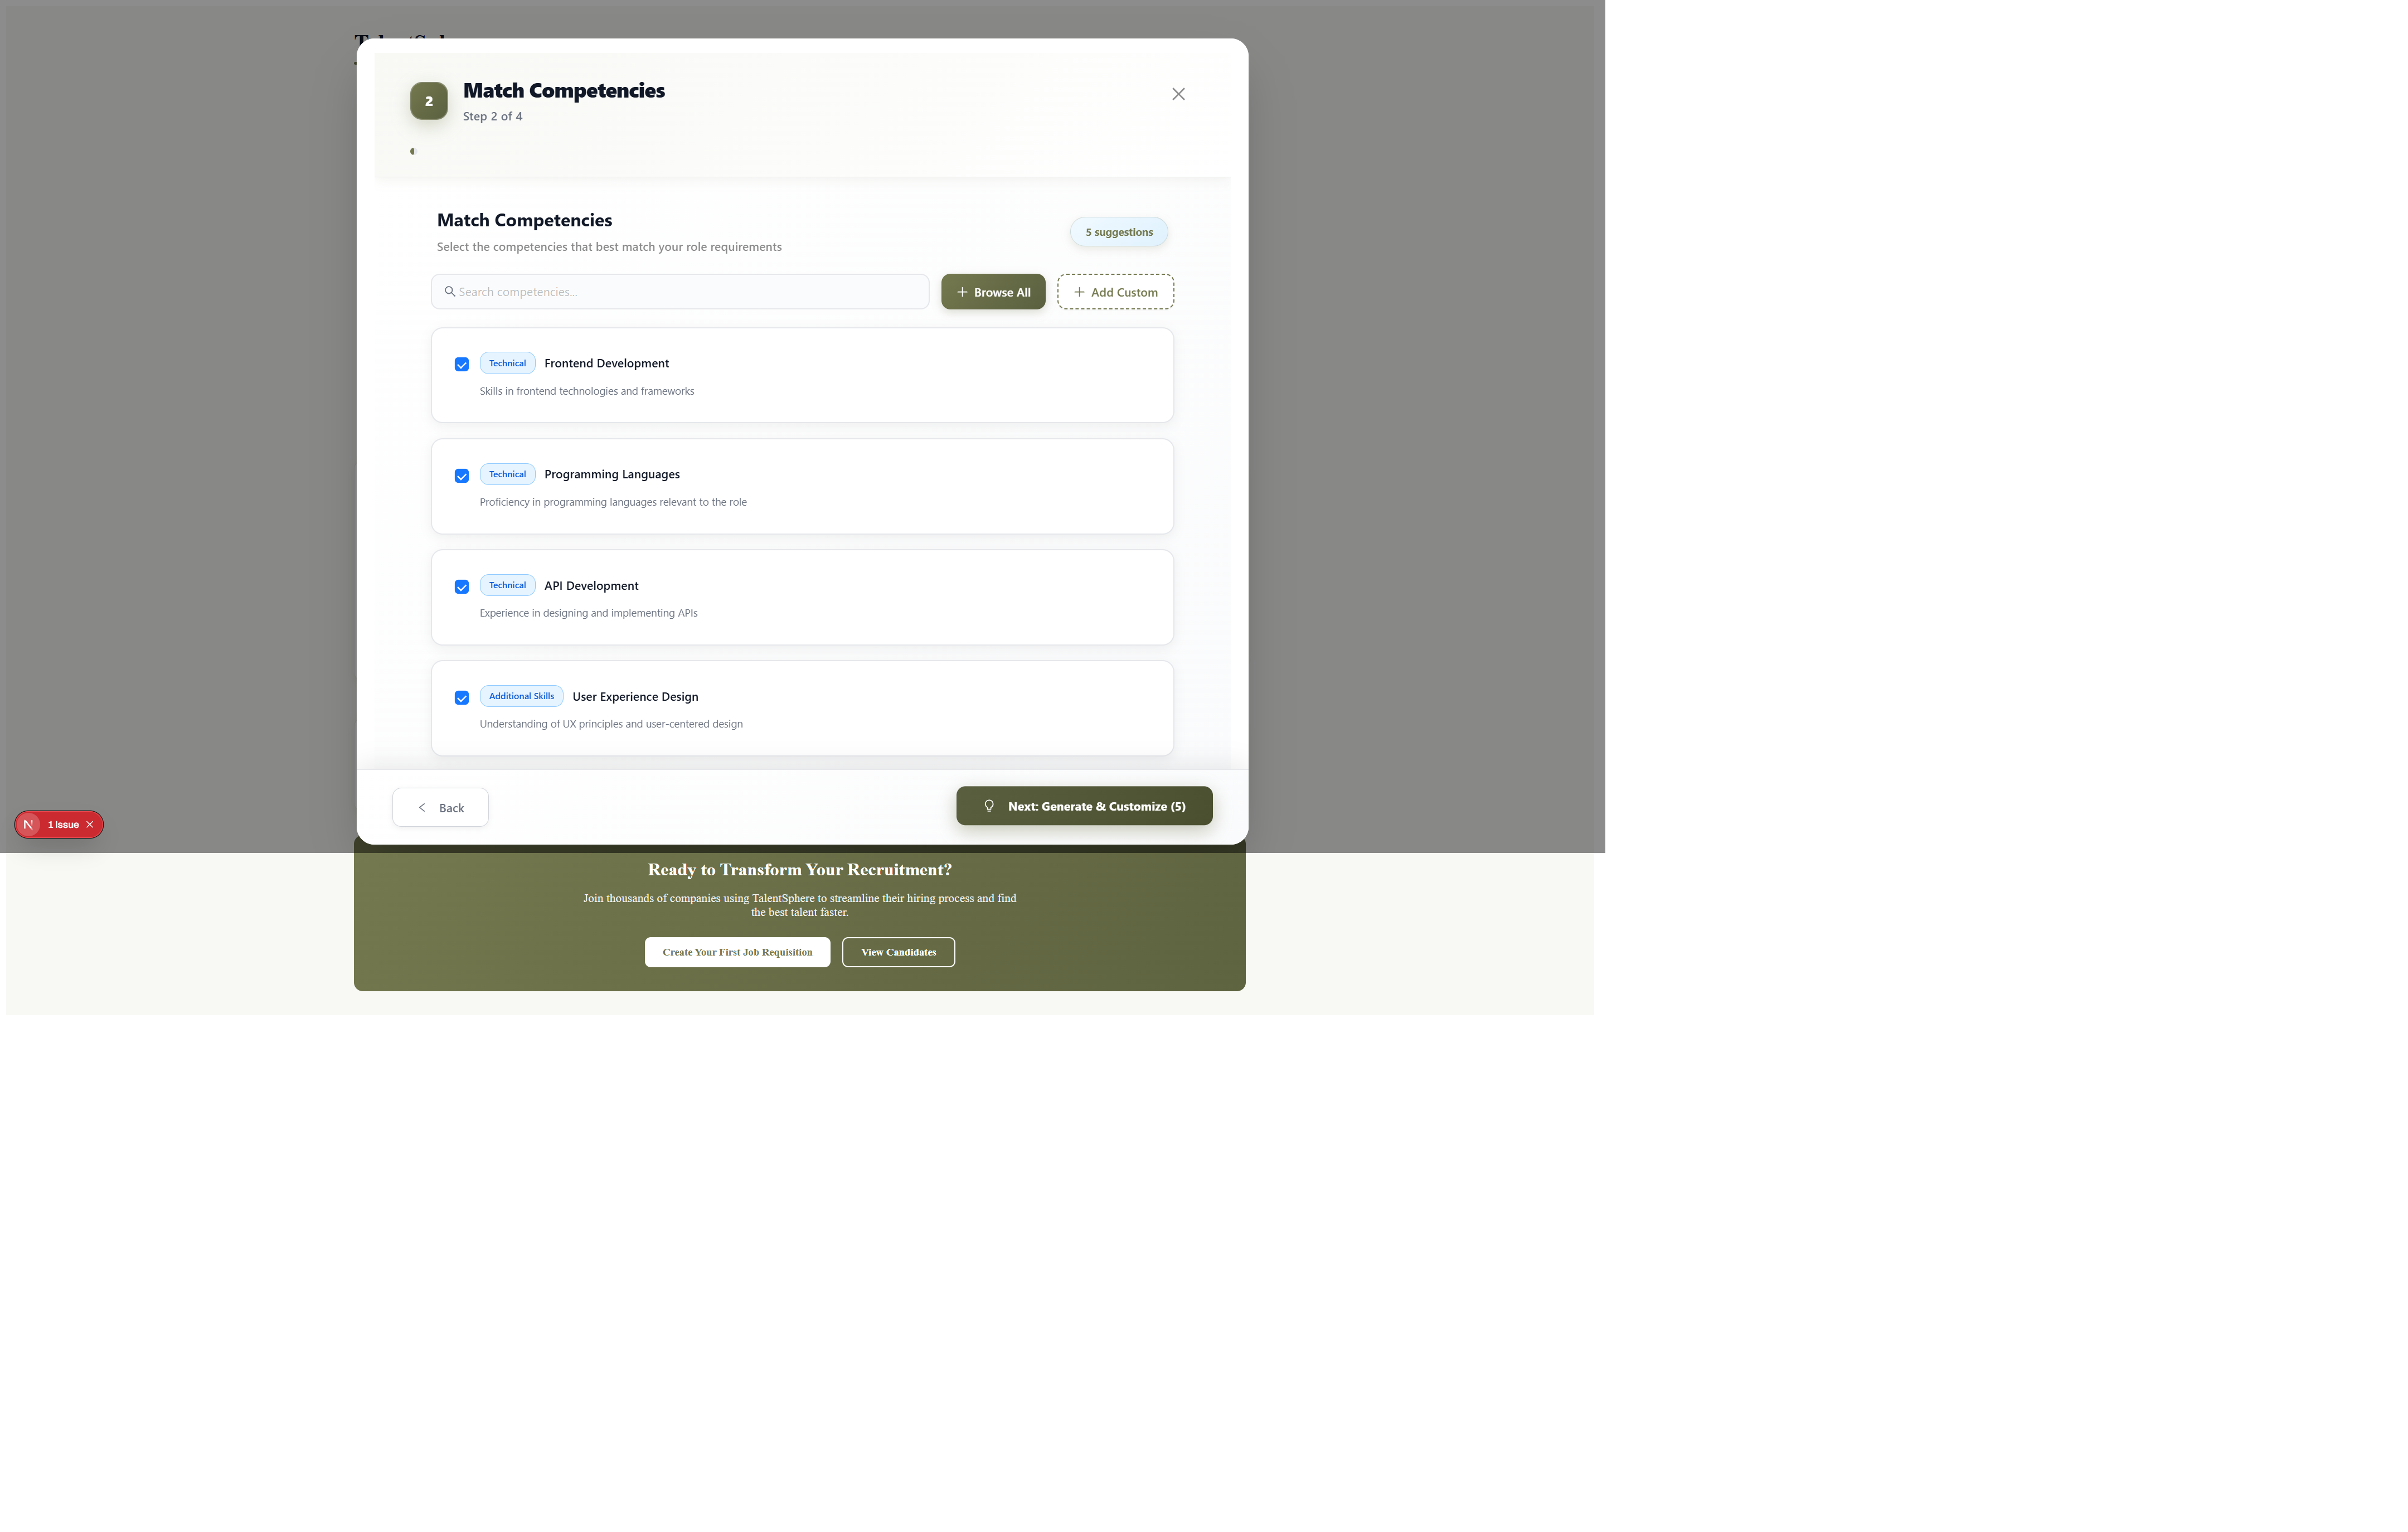 2
Match Competencies
Step 2 of 4
Match Competencies
Select the competencies that best match your role requirements
5 suggestions
Search competencies...
Browse All
Add Custom
Technical Frontend Development
Skills in frontend technologies and frameworks
Technical Programming Languages
Proficiency in programming languages relevant to the role
Technical API Development
Experience in designing and implementing APIs
Additional Skills User Experience Design
Understanding of UX principles and user-centered design
Back
Next: Generate & Customize (5)
N 1 Issue
Ready to Transform Your Recruitment?
Join thousands of companies using TalentSphere to streamline their hiring process and find
the best talent faster.
Create Your First Job Requisition
View Candidates